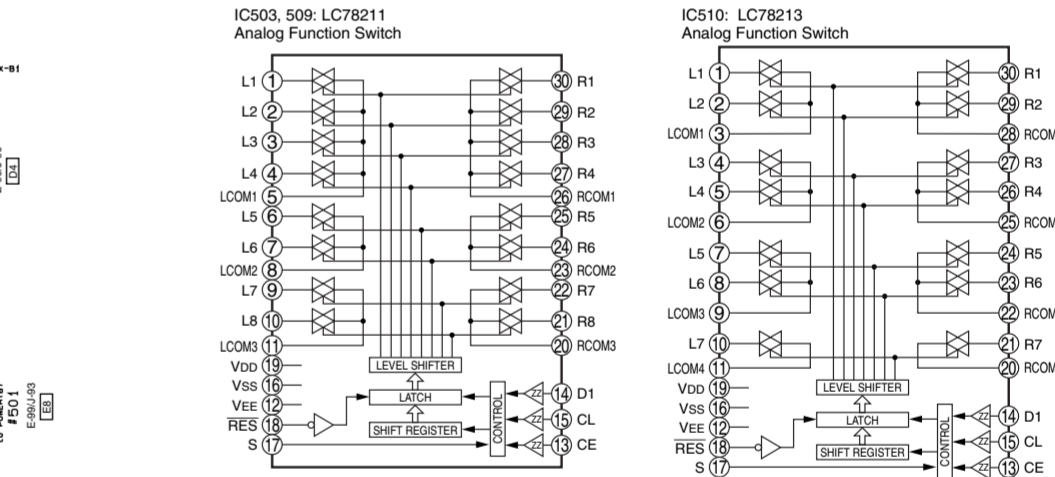 x-B1
D4
#501
E-99/J-93
E8
IC503, 509: LC78211
Analog Function Switch
L1 1
L2 2
L3 3
L4 4
LCOM1 5
L5 6
L6 7
LCOM2 8
L7 9
L8 10
LCOM3 11
VDD 19
VSS 16
VEE 12
RES 18
S 17
30 R1
29 R2
28 R3
27 R4
26 RCOM1
25 R5
24 R6
23 RCOM2
22 R7
21 R8
20 RCOM3
14 D1
15 CL
13 CE
LEVEL SHIFTER
LATCH
SHIFT REGISTER
CONTROL
IC510: LC78213
Analog Function Switch
L1 1
L2 2
LCOM1 3
L3 4
L4 5
LCOM2 6
L5 7
L6 8
LCOM3 9
L7 10
LCOM4 11
VDD 19
VSS 16
VEE 12
RES 18
S 17
30 R1
29 R2
28 RCOM
27 R3
26 R4
25 RCOM
24 R5
23 R6
22 RCOM
21 R7
20 RCOM
14 D1
15 CL
13 CE
LEVEL SHIFTER
LATCH
SHIFT REGISTER
CONTROL